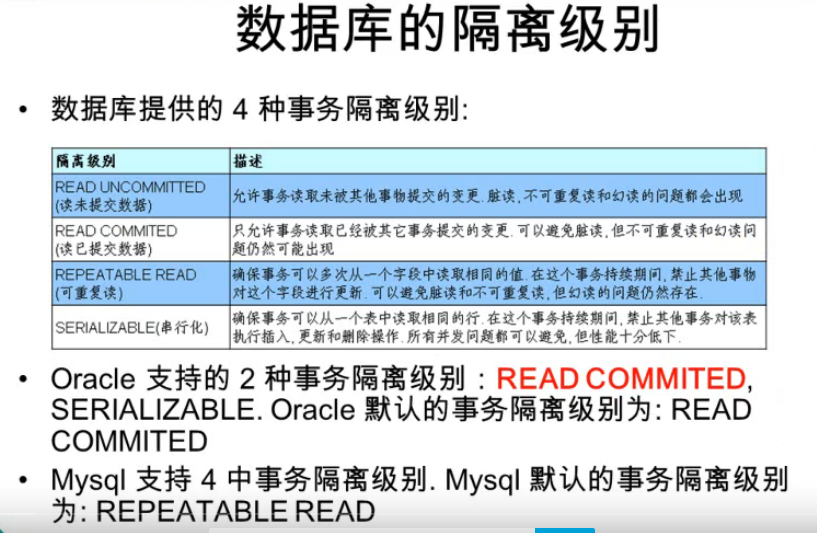 数据库的隔离级别
• 数据库提供的 4 种事务隔离级别:
隔离级别 描述
READ UNCOMMITTED
(读未提交数据)
允许事务读取未被其他事物提交的变更.脏读,不可重复读和幻读的问题都会出现
READ COMMITED
(读已提交数据)
只允许事务读取已经被其它事务提交的变更.可以避免脏读,但不可重复读和幻读问
题仍然可能出现
REPEATABLE READ
(可重复读)
确保事务可以多次从一个字段中读取相同的值.在这个事务持续期间,禁止其他事物
对这个字段进行更新.可以避免脏读和不可重复读,但幻读的问题仍然存在.
SERIALIZABLE(串行化)
确保事务可以从一个表中读取相同的行.在这个事务持续期间,禁止其他事务对该表
执行插入,更新和删除操作.所有并发问题都可以避免,但性能十分低下.
• Oracle 支持的 2 种事务隔离级别：READ COMMITED,
SERIALIZABLE. Oracle 默认的事务隔离级别为: READ
COMMITED
• Mysql 支持 4 中事务隔离级别. Mysql 默认的事务隔离级别
为: REPEATABLE READ